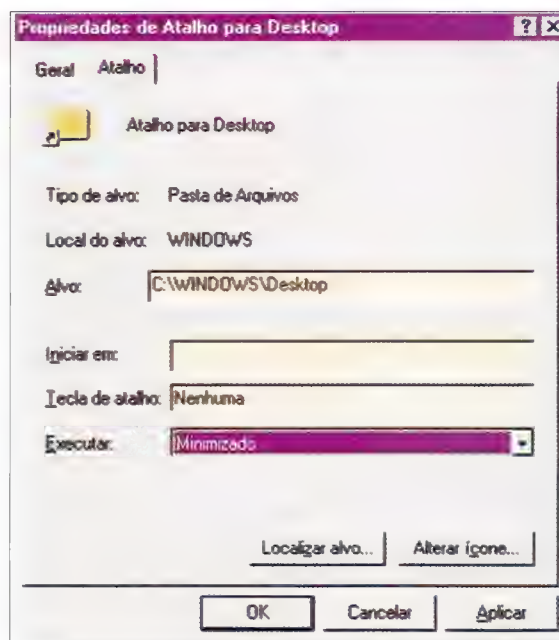 Propriedades de Atalho para Desktop
Geral Atalho
Atalho para Desktop
Tipo de alvo: Pasta de Arquivos
Local do alvo: WINDOWS
Alvo: C:\WINDOWS\Desktop
Iniciar em:
Tecla de atalho: Nenhuma
Executar: Minimizado
Localizar alvo... Alterar ícone...
OK Cancelar Aplicar